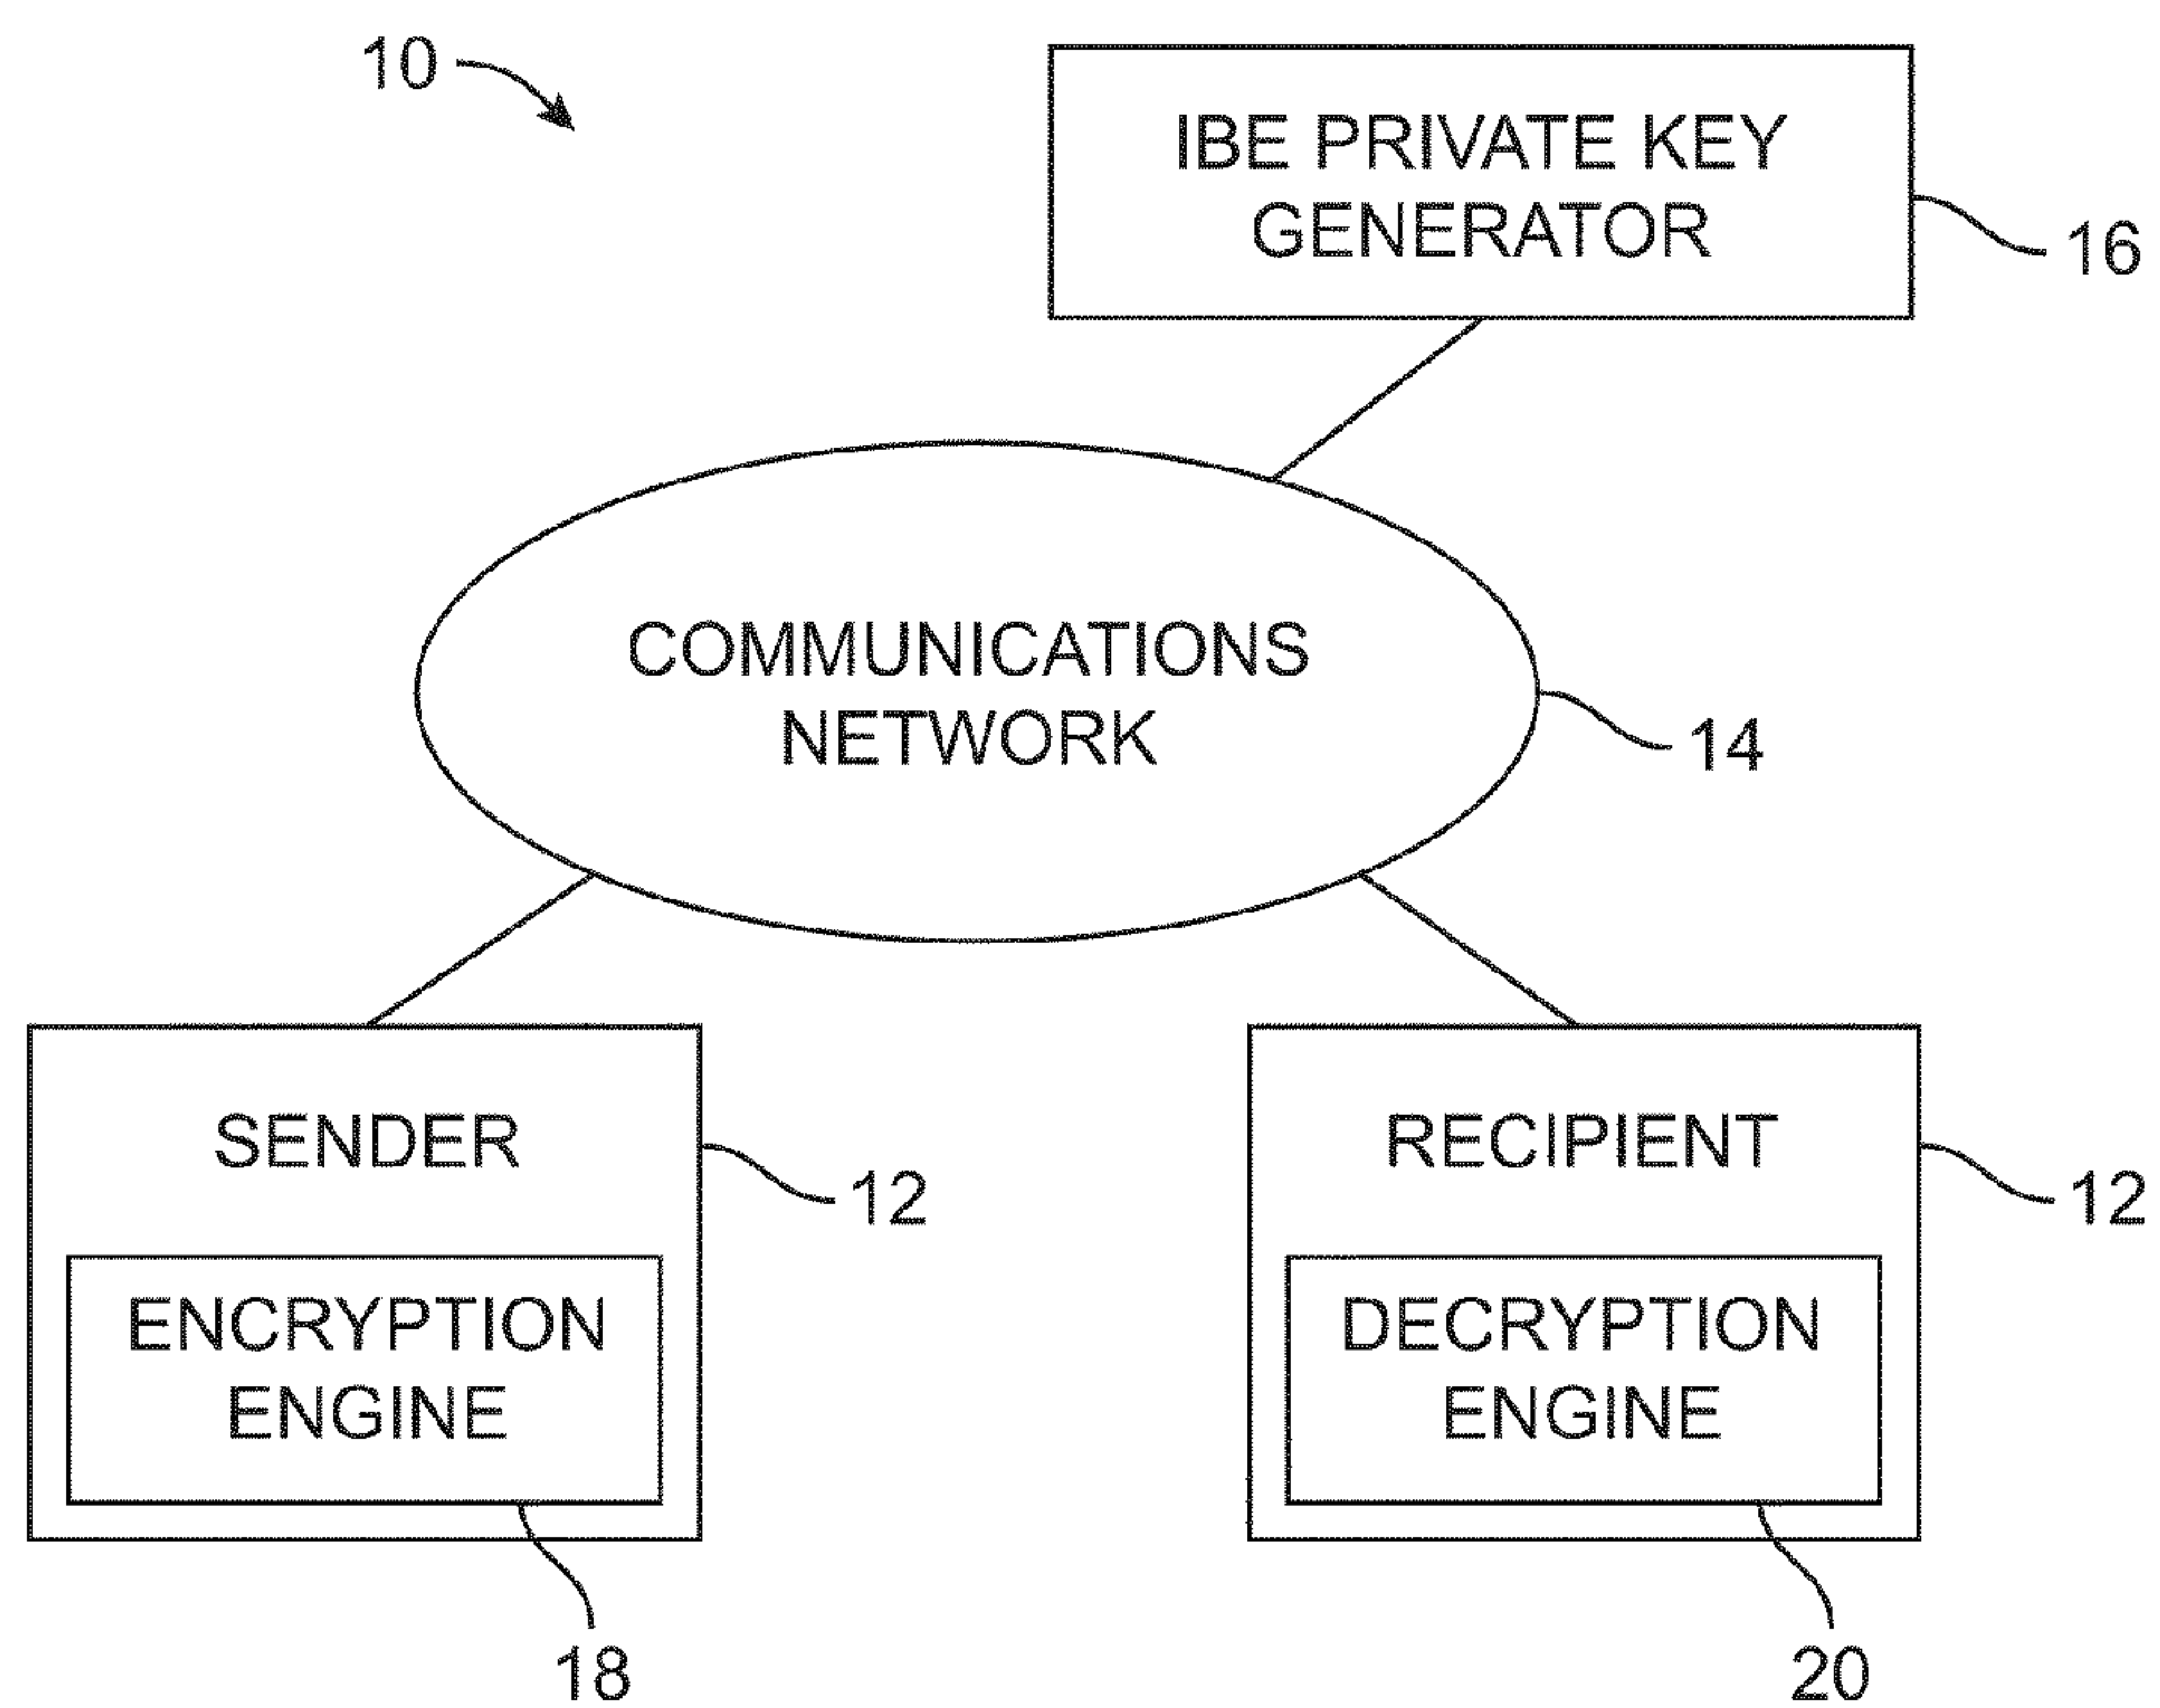 10
IBE PRIVATE KEY
GENERATOR
16
COMMUNICATIONS
NETWORK
14
SENDER
12
ENCRYPTION
ENGINE
18
RECIPIENT
12
DECRYPTION
ENGINE
20